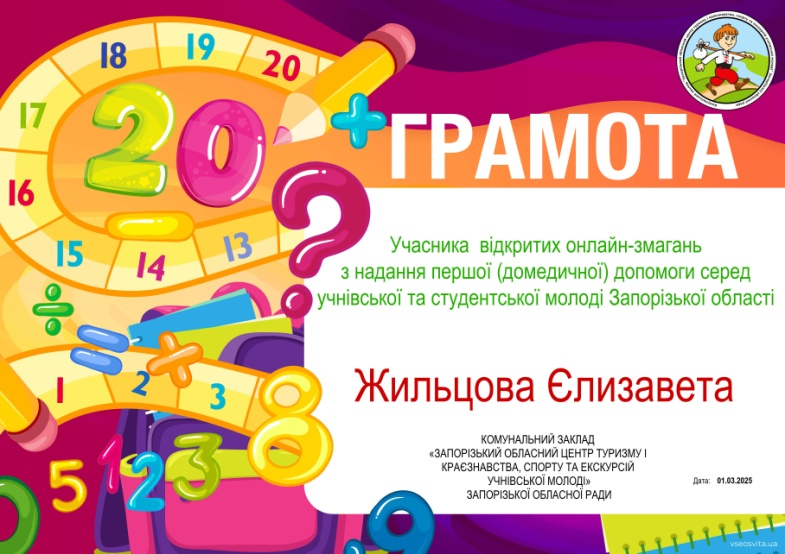 ГРАМОТА
Учасника відкритих онлайн-змагань
з надання першої (домедичної) допомоги серед
учнівської та студентської молоді Запорізької області
Жильцова Єлизавета
КОМУНАЛЬНИЙ ЗАКЛАД
«ЗАПОРІЗЬКИЙ ОБЛАСНИЙ ЦЕНТР ТУРИЗМУ І
КРАЄЗНАВСТВА, СПОРТУ ТА ЕКСКУРСІЙ
УЧНІВСЬКОЇ МОЛОДІ»
ЗАПОРІЗЬКОЇ ОБЛАСНОЇ РАДИ
Дата: 01.03.2025
vseosvita.ua
18 19 20
17
20
16
15 14 13
1 2 3
8
5 1 2 3
9